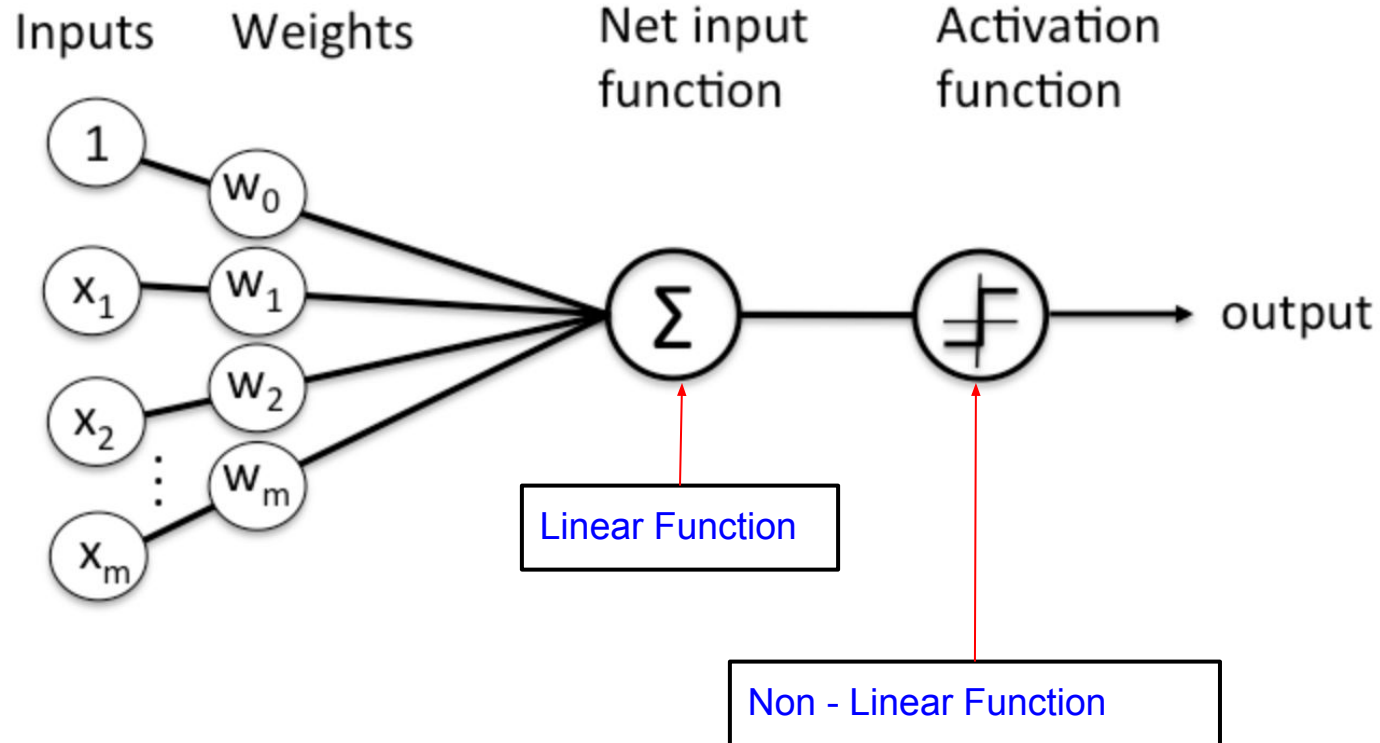 Inputs
Weights
Net input
function
Activation
function
1
w0
x1
w1
x2
w2
⋮
xm
wm
Σ
output
Linear Function
Non - Linear Function